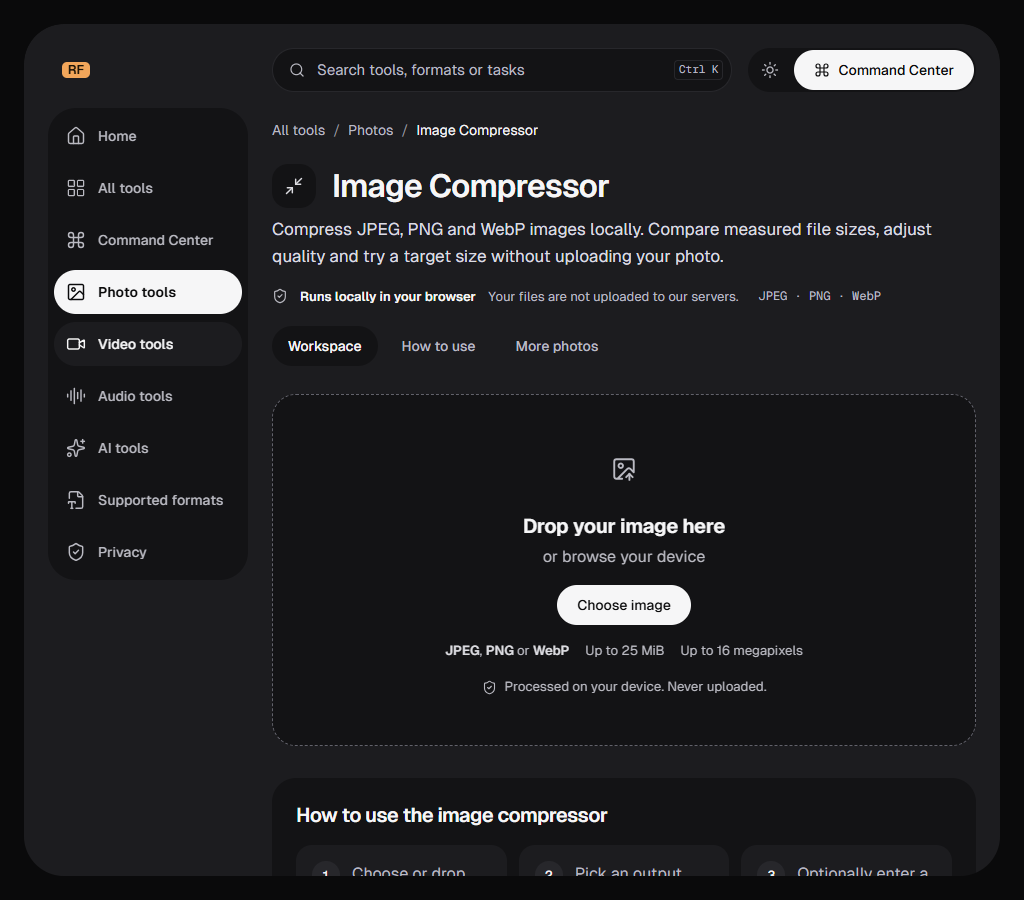 RF
Search tools, formats or tasks
Ctrl K
Command Center
Home
All tools
Command Center
Photo tools
Video tools
Audio tools
AI tools
Supported formats
Privacy
All tools / Photos / Image Compressor
Image Compressor
Compress JPEG, PNG and WebP images locally. Compare measured file sizes, adjust
quality and try a target size without uploading your photo.
Runs locally in your browser Your files are not uploaded to our servers. JPEG · PNG · WebP
Workspace How to use More photos
Drop your image here
or browse your device
Choose image
JPEG, PNG or WebP Up to 25 MiB Up to 16 megapixels
Processed on your device. Never uploaded.
How to use the image compressor
1 Choose or drop
2 Pick an output
3 Optionally enter a